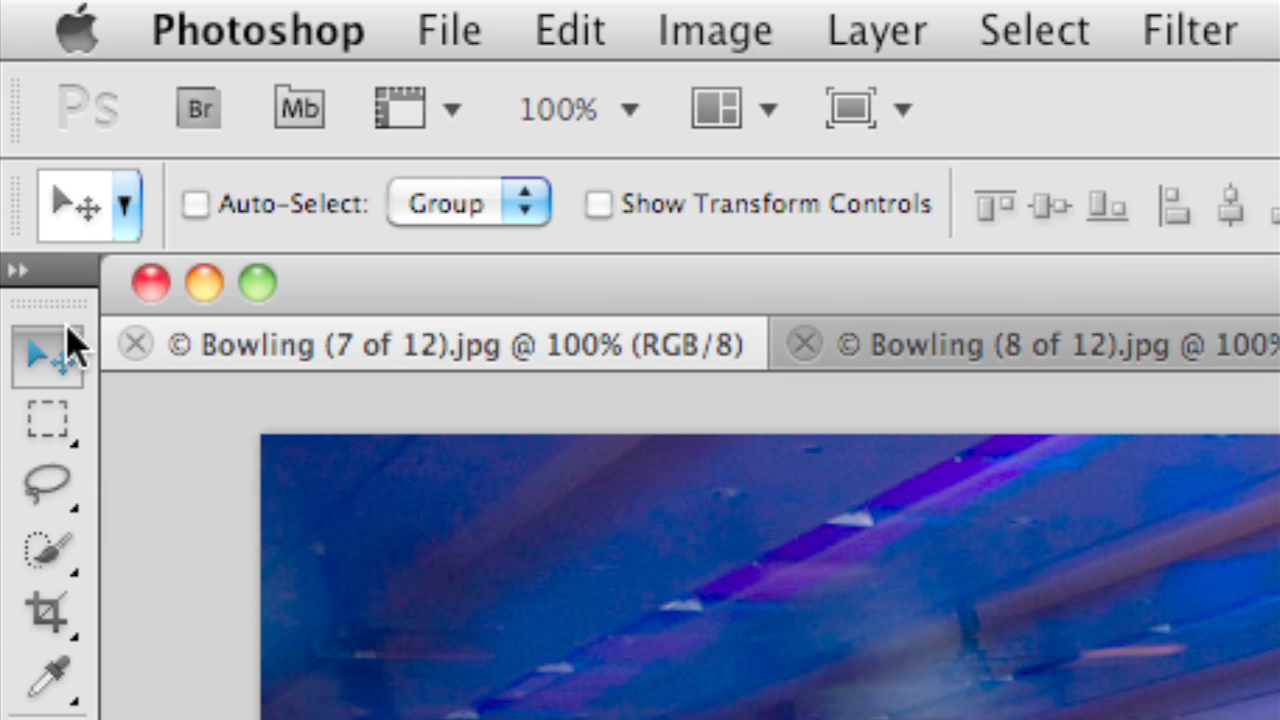 Photoshop File Edit Image Layer Select Filter
Ps Br Mb 100%
Auto-Select: Group Show Transform Controls
© Bowling (7 of 12).jpg @ 100% (RGB/8) © Bowling (8 of 12).jpg @ 100%